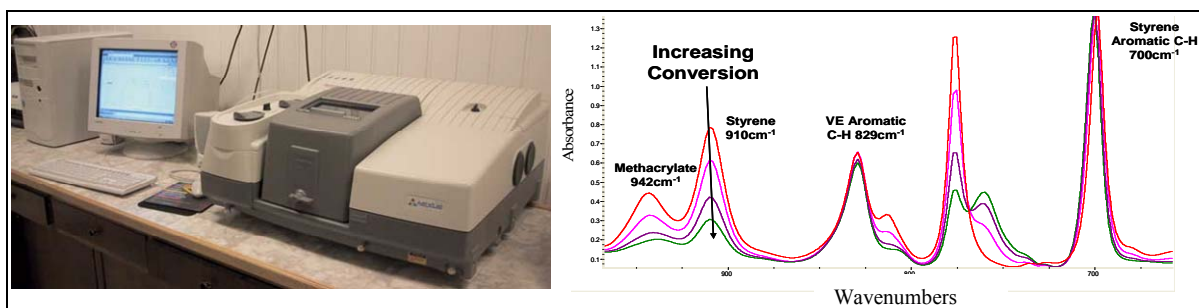 NEXUS
Absorbance
1.3
1.2
1.1
1.0
0.9
0.8
0.7
0.6
0.5
0.4
0.3
0.2
0.1
Increasing
Conversion
Methacrylate
942cm-1
Styrene
910cm-1
VE Aromatic
C-H 829cm-1
Styrene
Aromatic C-H
700cm-1
900
800
700
Wavenumbers